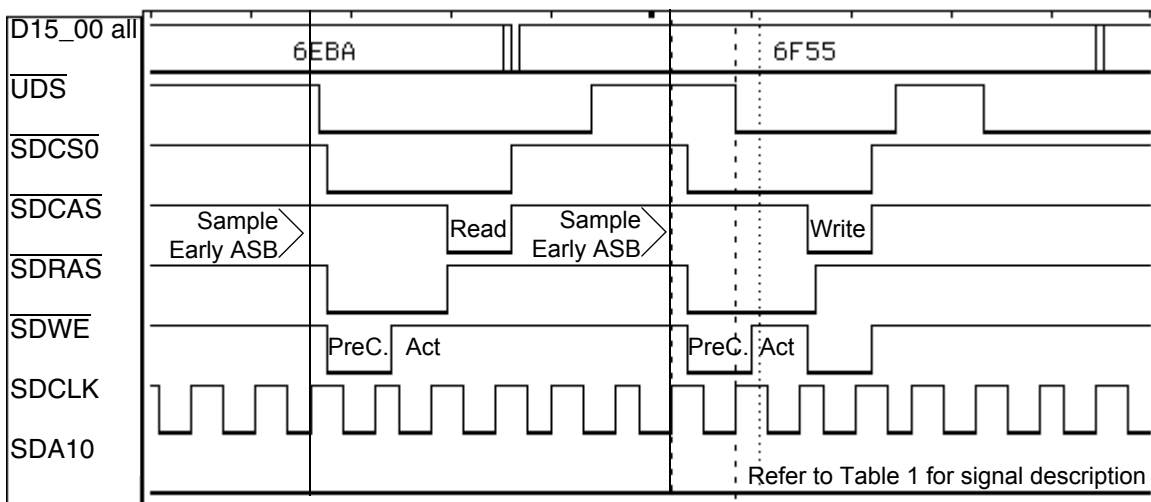 D15_00 all
6EBA
6F55
UDS
SDCS0
SDCAS
Sample
Early ASB
Read
Sample
Early ASB
Write
SDRAS
SDWE
PreC. Act
PreC. Act
SDCLK
SDA10
Refer to Table 1 for signal description